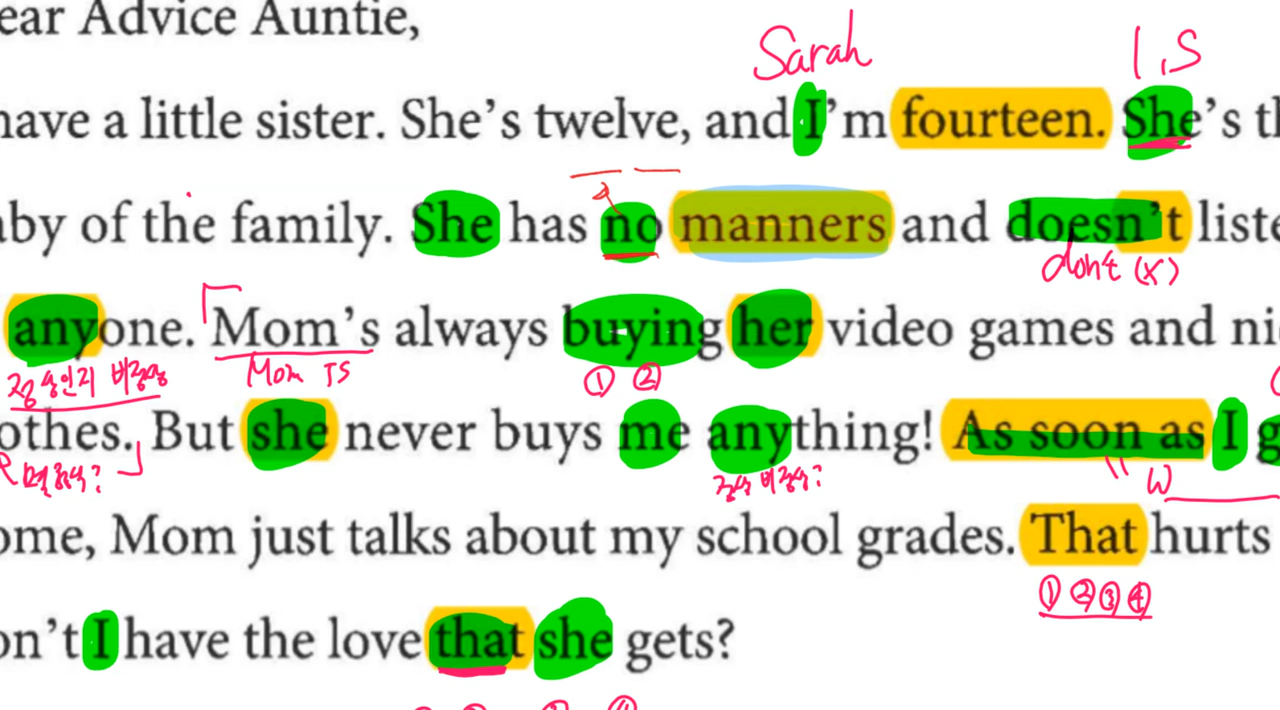 ear Advice Auntie,
Sarah
1, S
have a little sister. She's twelve, and I'm fourteen. She's th
aby of the family. She has no manners and doesn't liste
don't (x)
anyone. Mom's always buying her video games and ni
Mom is
① ②
othes. But she never buys me anything! As soon as I g
ome, Mom just talks about my school grades. That hurts
① ② ③ ④
on't I have the love that she gets?